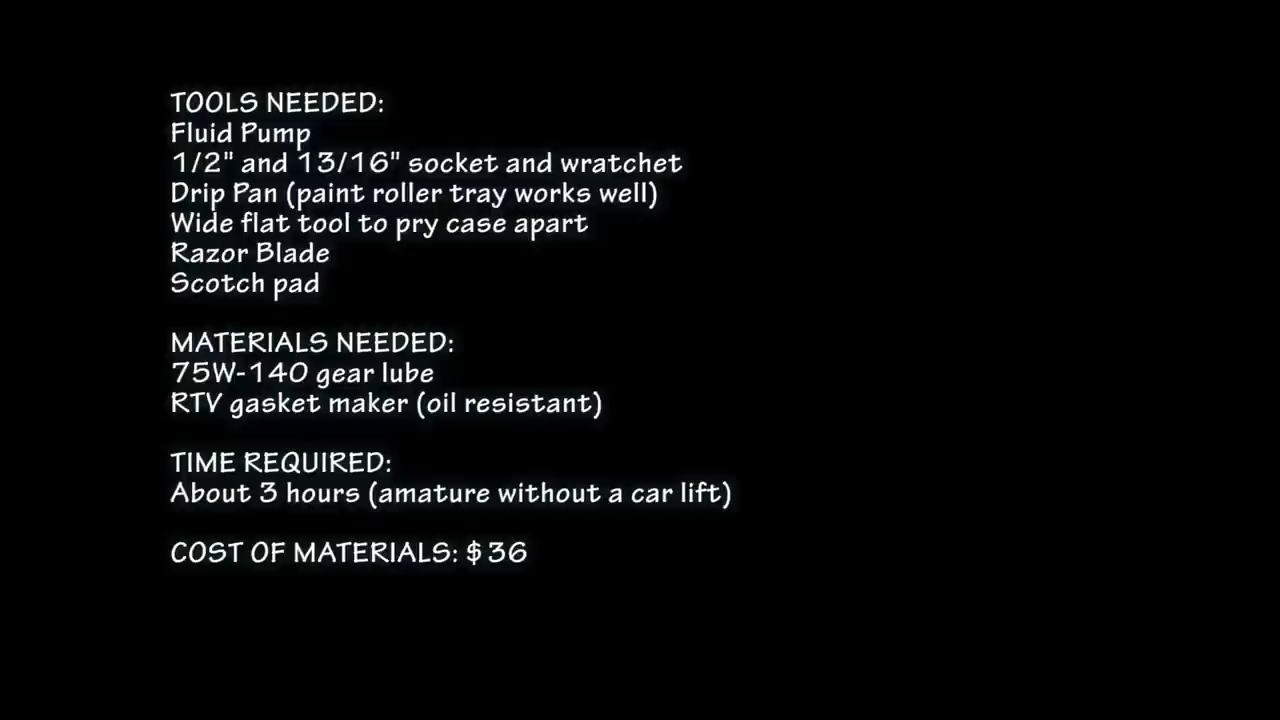 TOOLS NEEDED:
Fluid Pump
1/2" and 13/16" socket and wratchet
Drip Pan (paint roller tray works well)
Wide flat tool to pry case apart
Razor Blade
Scotch pad
MATERIALS NEEDED:
75W-140 gear lube
RTV gasket maker (oil resistant)
TIME REQUIRED:
About 3 hours (amature without a car lift)
COST OF MATERIALS: $36